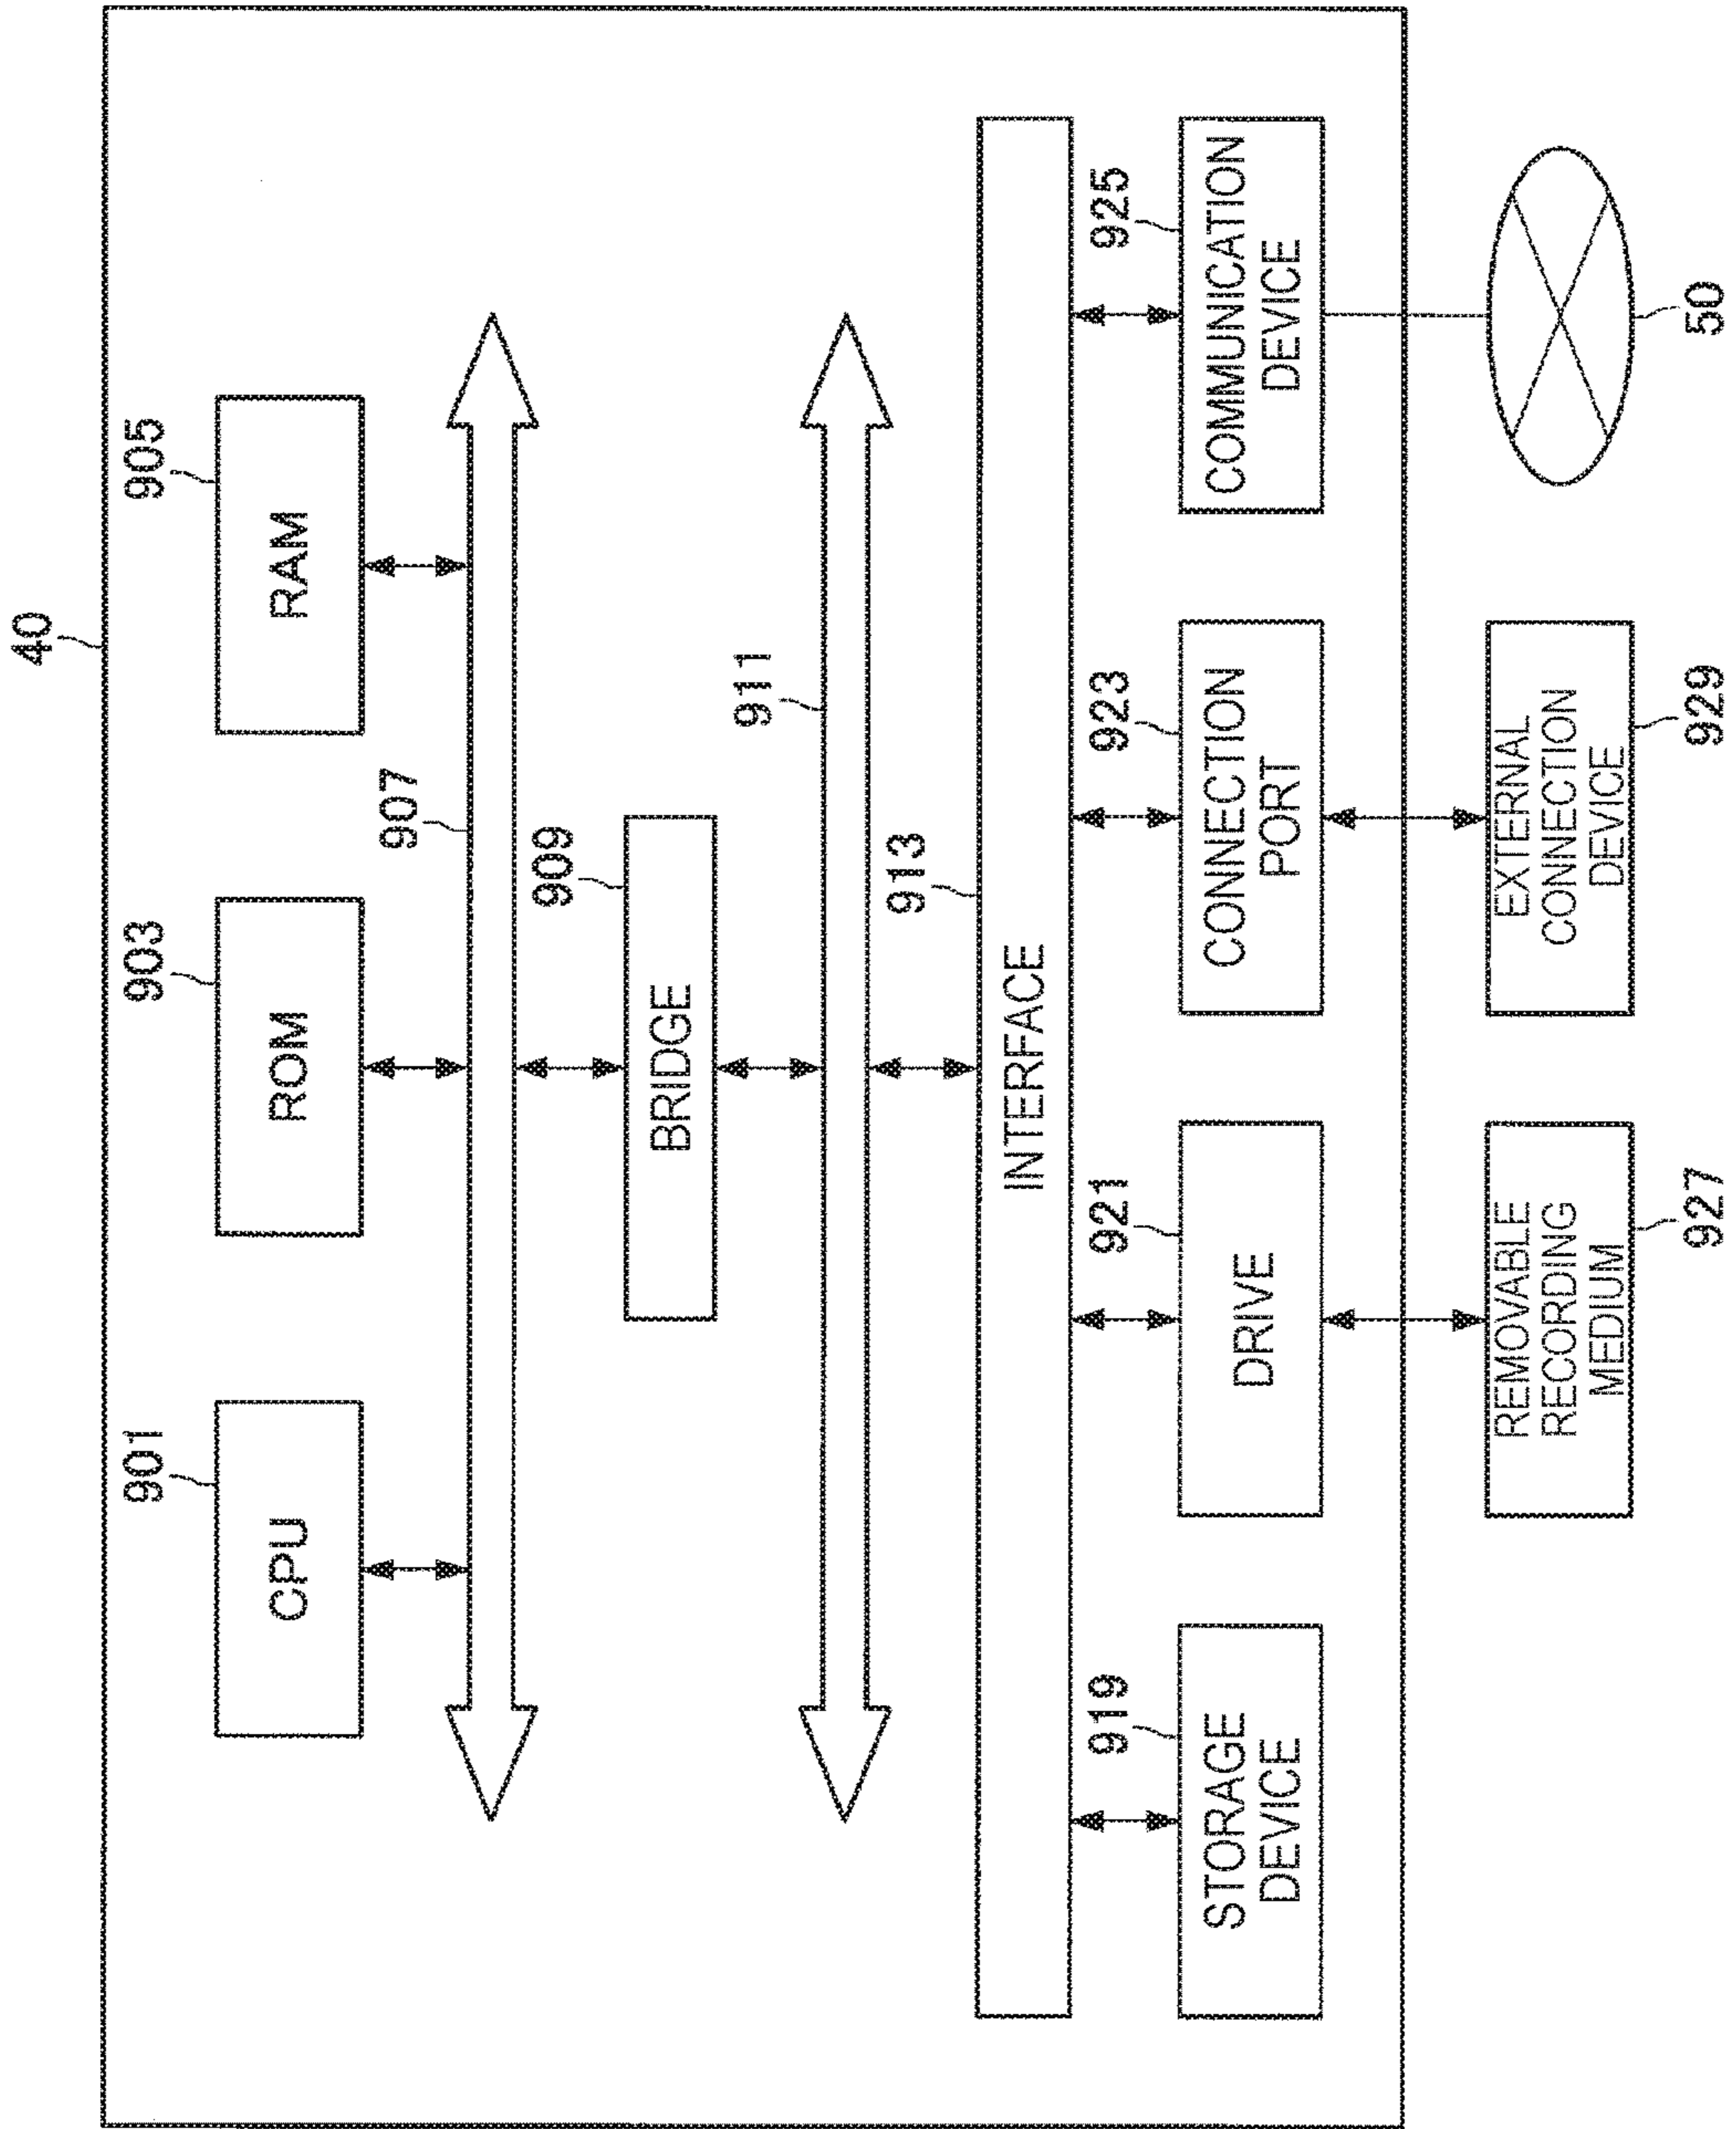 40
901
903
905
CPU
ROM
RAM
907
909
BRIDGE
911
913
INTERFACE
919
921
923
925
STORAGE
DEVICE
DRIVE
CONNECTION
PORT
COMMUNICATION
DEVICE
REMOVABLE
RECORDING
MEDIUM
EXTERNAL
CONNECTION
DEVICE
927
929
50